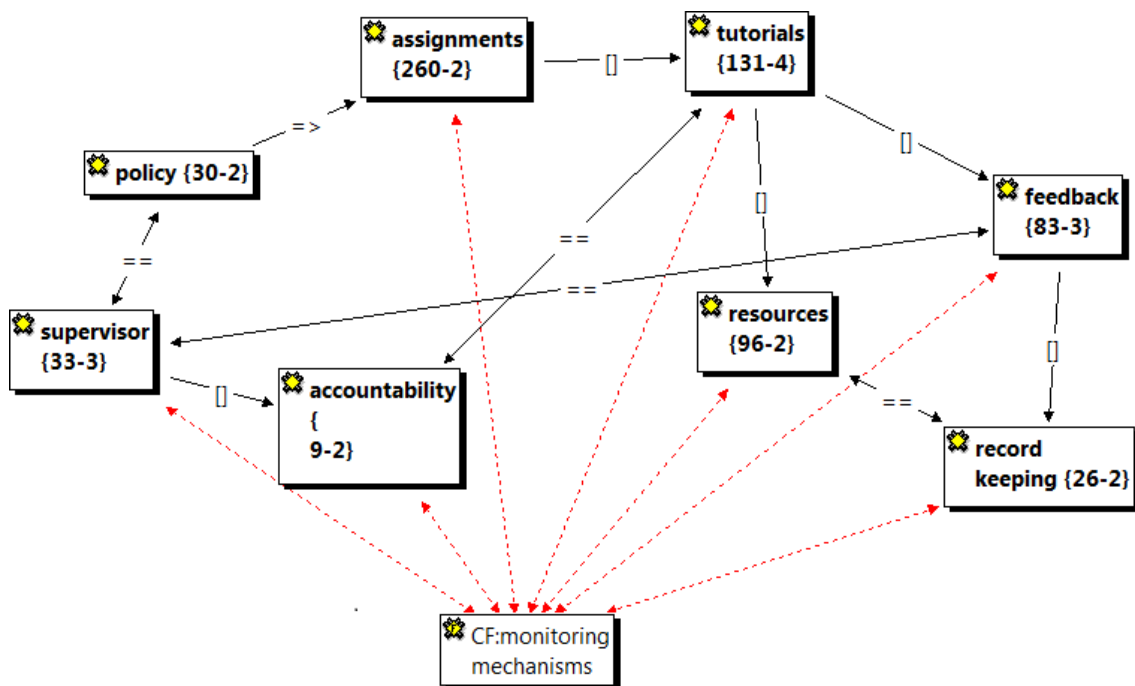 assignments
{260-2}
tutorials
{131-4}
[]
=>
[]
policy {30-2}
feedback
{83-3}
[]
==
==
==
supervisor
{33-3}
resources
{96-2}
[]
[]
accountability
{
9-2}
==
record
keeping {26-2}
CF:monitoring
mechanisms